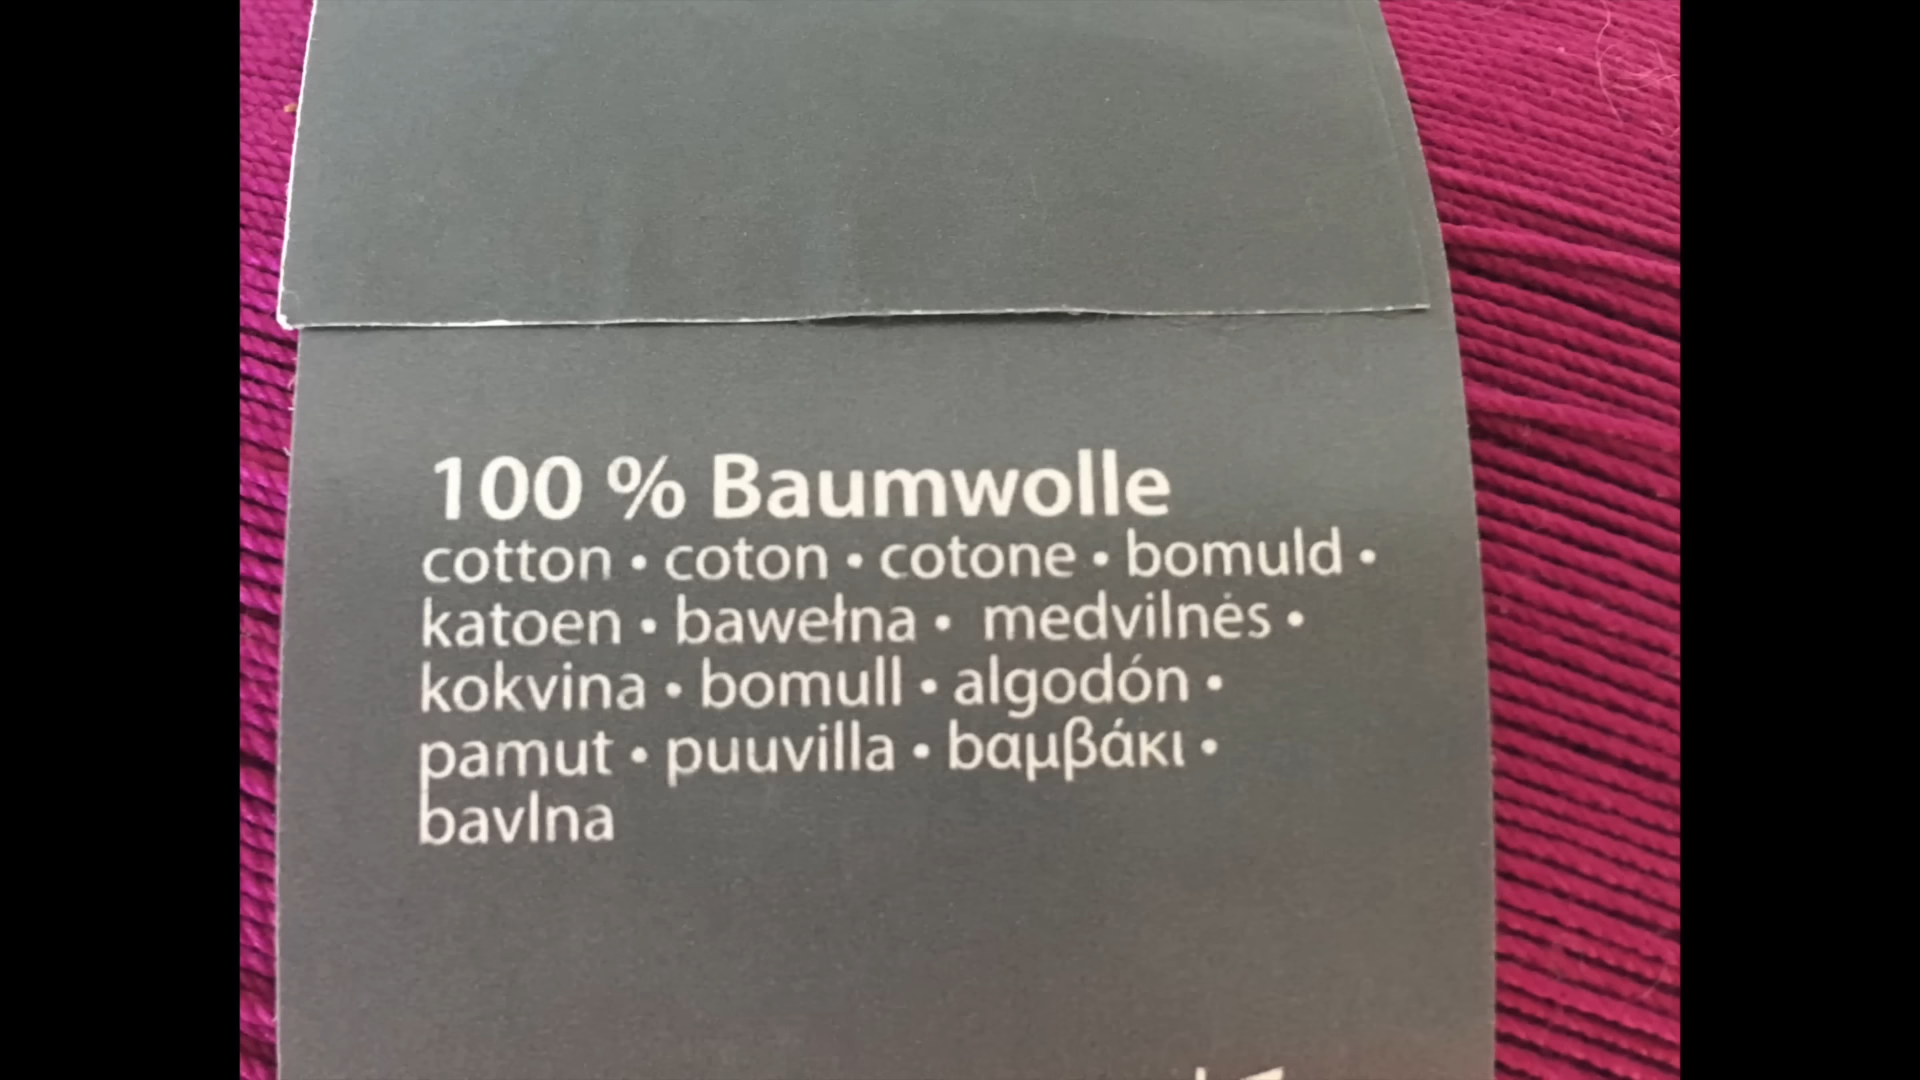 100 % Baumwolle
cotton • coton • cotone • bomuld •
katoen • bawełna • medvilnės •
kokvina • bomull • algodón •
pamut • puuvilla • βαμβάκι •
bavlna